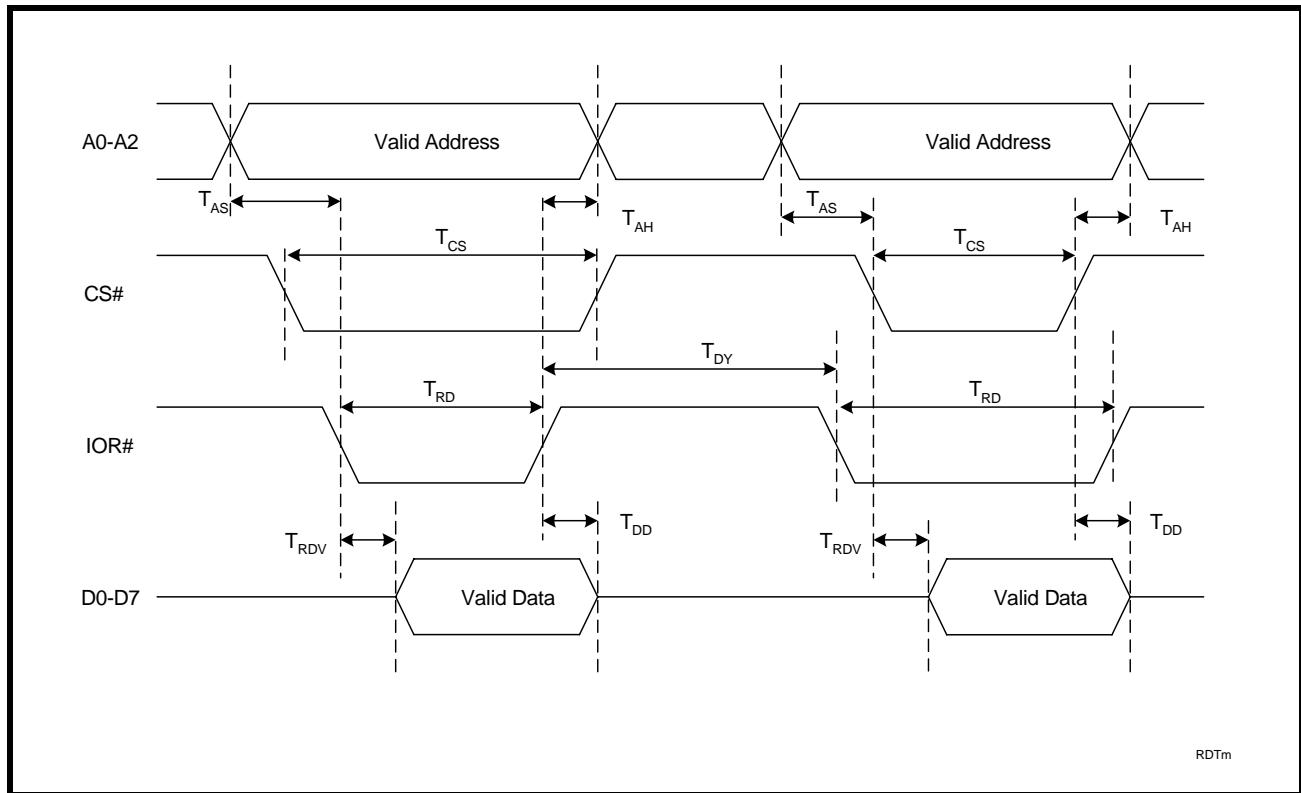 A0-A2
Valid Address
Valid Address
TAS
TAH
TAS
TAH
TCS
TCS
CS#
TDY
TRD
TRD
IOR#
TRDV
TDD
TRDV
TDD
D0-D7
Valid Data
Valid Data
RDTm